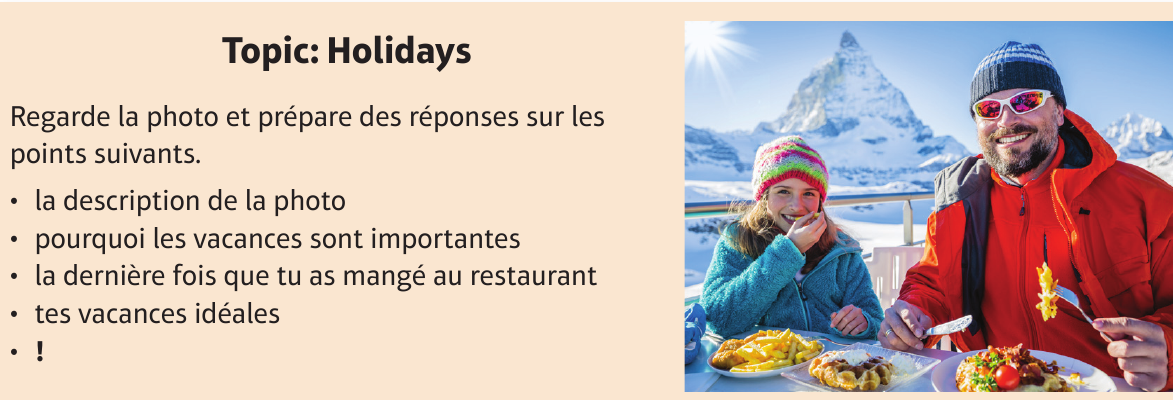 Topic: Holidays
Regarde la photo et prépare des réponses sur les
points suivants.
• la description de la photo
• pourquoi les vacances sont importantes
• la dernière fois que tu as mangé au restaurant
• tes vacances idéales
• !